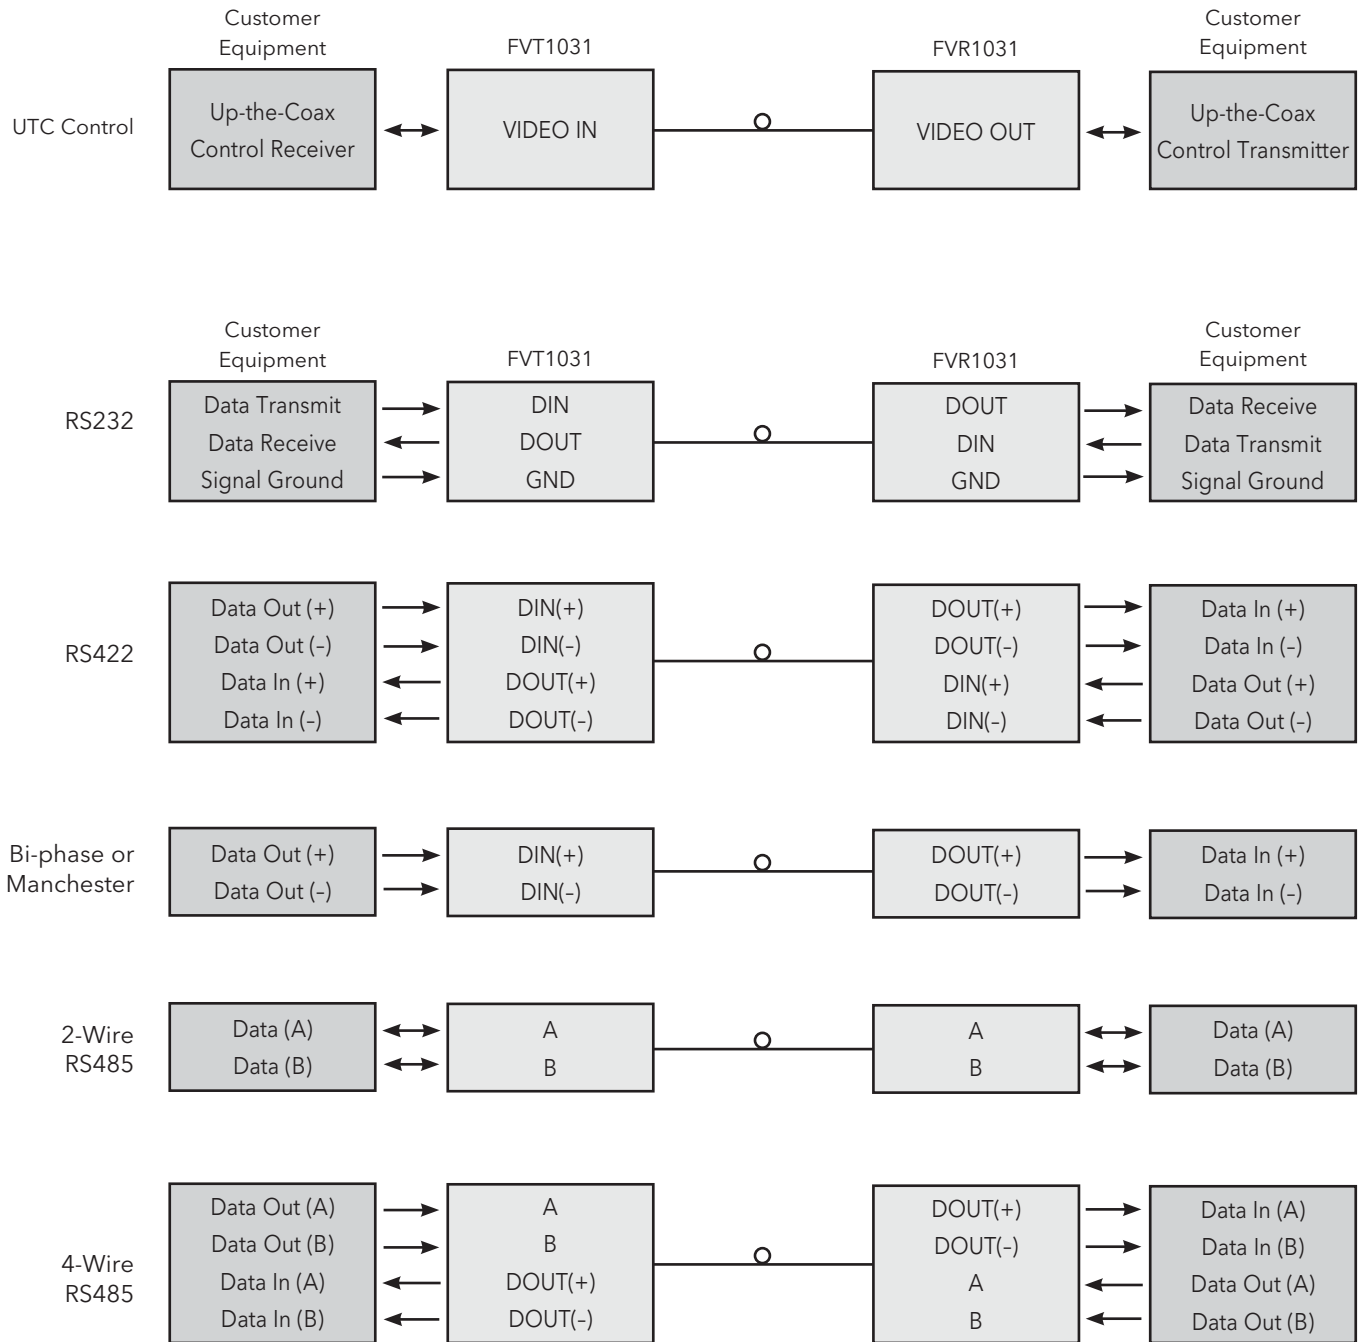 Customer
Equipment
FVT1031
FVR1031
Customer
Equipment
UTC Control
Up-the-Coax
Control Receiver
VIDEO IN
VIDEO OUT
Up-the-Coax
Control Transmitter
Customer
Equipment
FVT1031
FVR1031
Customer
Equipment
RS232
Data Transmit
Data Receive
Signal Ground
DIN
DOUT
GND
DOUT
DIN
GND
Data Receive
Data Transmit
Signal Ground
RS422
Data Out (+)
Data Out (-)
Data In (+)
Data In (-)
DIN(+)
DIN(-)
DOUT(+)
DOUT(-)
DOUT(+)
DOUT(-)
DIN(+)
DIN(-)
Data In (+)
Data In (-)
Data Out (+)
Data Out (-)
Bi-phase or
Manchester
Data Out (+)
Data Out (-)
DIN(+)
DIN(-)
DOUT(+)
DOUT(-)
Data In (+)
Data In (-)
2-Wire
RS485
Data (A)
Data (B)
A
B
A
B
Data (A)
Data (B)
4-Wire
RS485
Data Out (A)
Data Out (B)
Data In (A)
Data In (B)
A
B
DOUT(+)
DOUT(-)
DOUT(+)
DOUT(-)
A
B
Data In (A)
Data In (B)
Data Out (A)
Data Out (B)